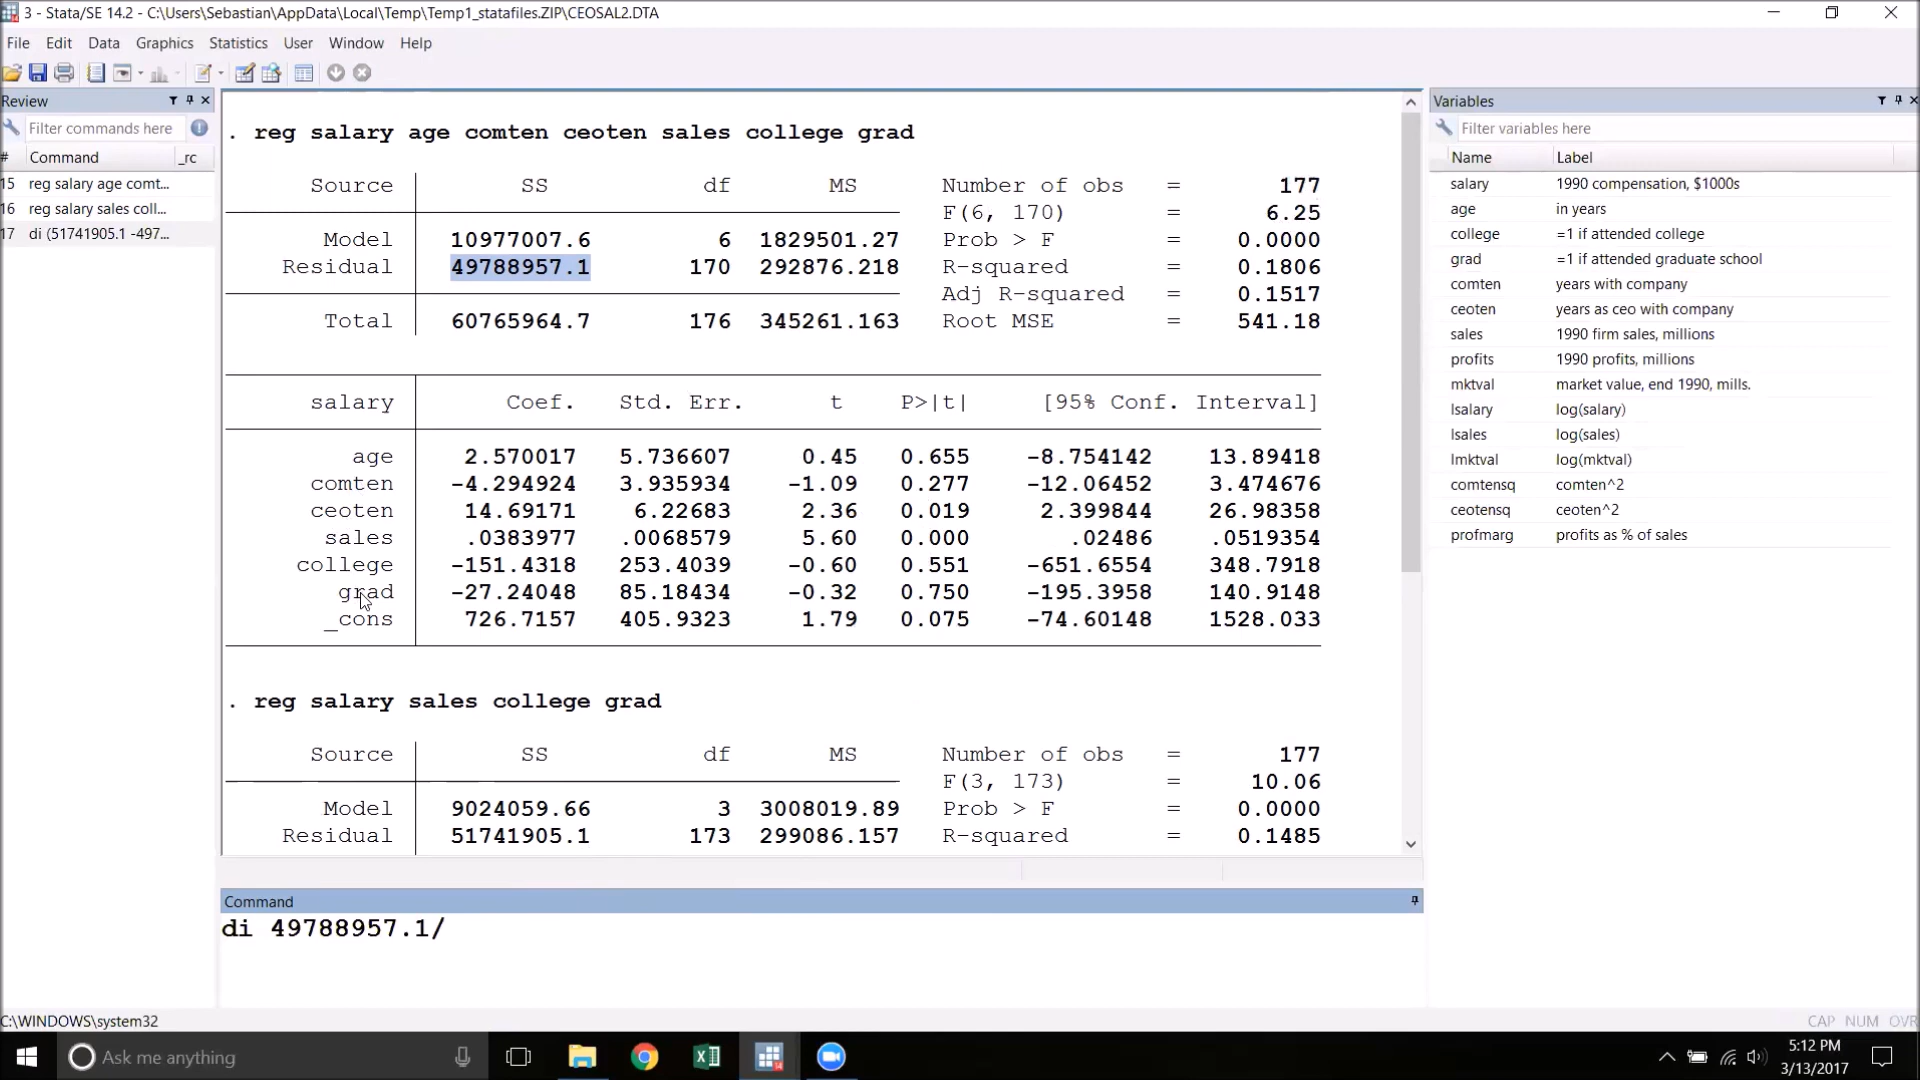 3 - Stata/SE 14.2 - C:\Users\Sebastian\AppData\Local\Temp\Temp1_statafiles.ZIP\CEOSAL2.DTA
File Edit Data Graphics Statistics User Window Help
Review
Filter commands here
# Command _rc
15 reg salary age comt...
16 reg salary sales coll...
17 di (51741905.1 -497...
. reg salary age comten ceoten sales college grad
Source SS df MS Number of obs = 177
F(6, 170) = 6.25
Model 10977007.6 6 1829501.27 Prob > F = 0.0000
Residual 49788957.1 170 292876.218 R-squared = 0.1806
Adj R-squared = 0.1517
Total 60765964.7 176 345261.163 Root MSE = 541.18
salary Coef. Std. Err. t P>|t| [95% Conf. Interval]
age 2.570017 5.736607 0.45 0.655 -8.754142 13.89418
comten -4.294924 3.935934 -1.09 0.277 -12.06452 3.474676
ceoten 14.69171 6.22683 2.36 0.019 2.399844 26.98358
sales .0383977 .0068579 5.60 0.000 .02486 .0519354
college -151.4318 253.4039 -0.60 0.551 -651.6554 348.7918
grad -27.24048 85.18434 -0.32 0.750 -195.3958 140.9148
_cons 726.7157 405.9323 1.79 0.075 -74.60148 1528.033
. reg salary sales college grad
Source SS df MS Number of obs = 177
F(3, 173) = 10.06
Model 9024059.66 3 3008019.89 Prob > F = 0.0000
Residual 51741905.1 173 299086.157 R-squared = 0.1485
Command
di 49788957.1/
Variables
Filter variables here
Name Label
salary 1990 compensation, $1000s
age in years
college =1 if attended college
grad =1 if attended graduate school
comten years with company
ceoten years as ceo with company
sales 1990 firm sales, millions
profits 1990 profits, millions
mktval market value, end 1990, mills.
lsalary log(salary)
lsales log(sales)
lmktval log(mktval)
comtensq comten^2
ceotensq ceoten^2
profmarg profits as % of sales
C:\WINDOWS\system32
CAP NUM OVR
Ask me anything
5:12 PM
3/13/2017